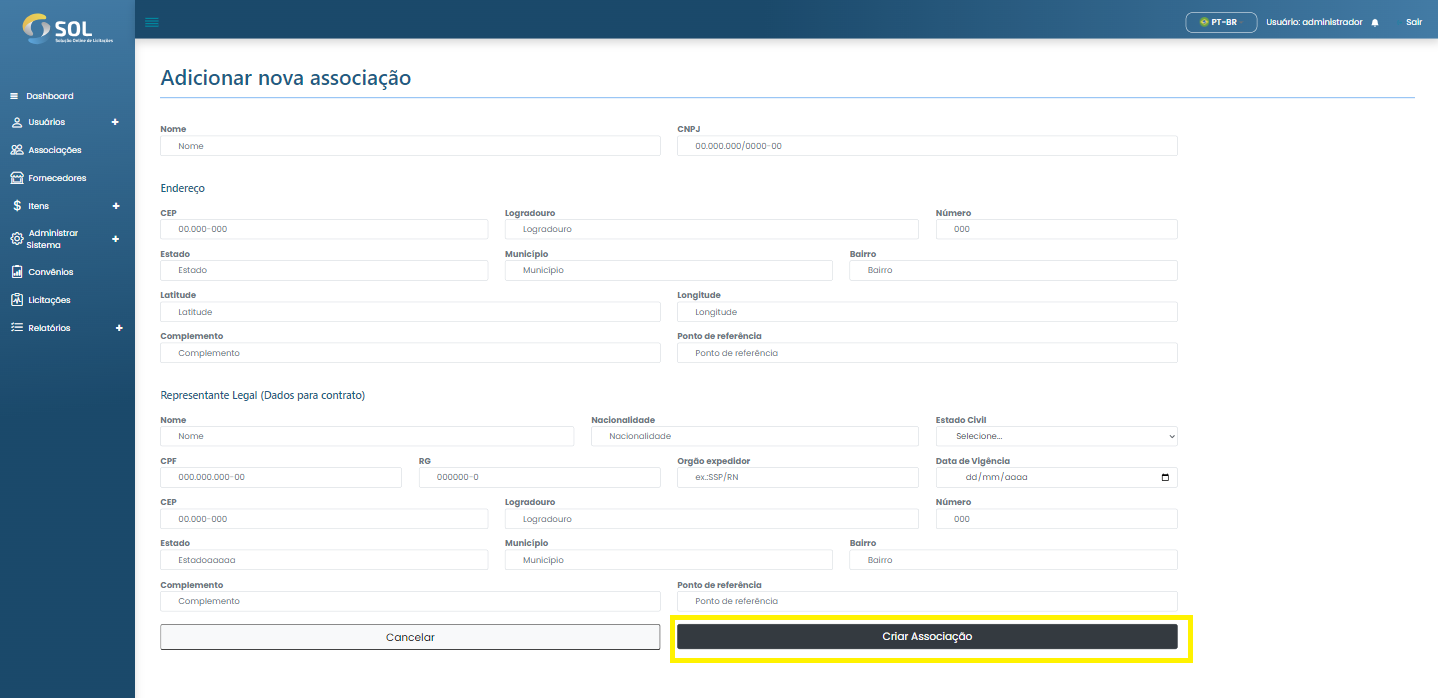 SOL
Solução Online de Licitações
PT-BR
Usuário: administrador
Sair
Dashboard
Usuários
Associações
Fornecedores
Itens
Administrar
Sistema
Convênios
Licitações
Relatórios
Adicionar nova associação
Nome CNPJ
Nome 00.000.000/0000-00
Endereço
CEP Logradouro Número
00.000-000 Logradouro 000
Estado Município Bairro
Estado Município Bairro
Latitude Longitude
Latitude Longitude
Complemento Ponto de referência
Complemento Ponto de referência
Representante Legal (Dados para contrato)
Nome Nacionalidade Estado Civil
Nome Nacionalidade Selecione...
CPF RG Orgão expedidor Data de Vigência
000.000.000-00 000000-0 ex.:SSP/RN dd/mm/aaaa
CEP Logradouro Número
00.000-000 Logradouro 000
Estado Município Bairro
Estadoaaaaa Município Bairro
Complemento Ponto de referência
Complemento Ponto de referência
Cancelar Criar Associação